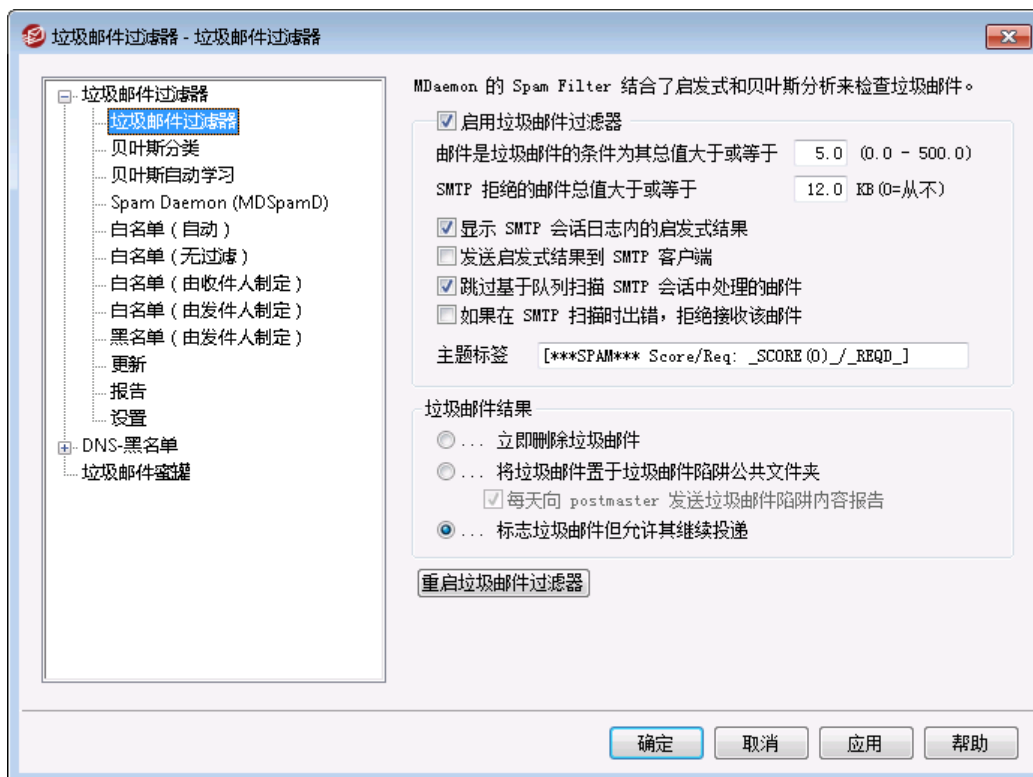 垃圾邮件过滤器 - 垃圾邮件过滤器
垃圾邮件过滤器
垃圾邮件过滤器
贝叶斯分类
贝叶斯自动学习
Spam Daemon (MDSpamD)
白名单 ( 自动 )
白名单 ( 无过滤 )
白名单 ( 由收件人制定 )
白名单 ( 由发件人制定 )
黑名单 ( 由发件人制定 )
更新
报告
设置
DNS-黑名单
垃圾邮件蜜罐
MDaemon 的 Spam Filter 结合了启发式和贝叶斯分析来检查垃圾邮件。
启用垃圾邮件过滤器
邮件是垃圾邮件的条件为其总值大于或等于 5.0 (0.0 - 500.0)
SMTP 拒绝的邮件总值大于或等于 12.0 KB(0=从不)
显示 SMTP 会话日志内的启发式结果
发送启发式结果到 SMTP 客户端
跳过基于队列扫描 SMTP 会话中处理的邮件
如果在 SMTP 扫描时出错，拒绝接收该邮件
主题标签 [***SPAM*** Score/Req: _SCORE(0)_/_REQD_]
垃圾邮件结果
... 立即删除垃圾邮件
... 将垃圾邮件置于垃圾邮件陷阱公共文件夹
每天向 postmaster 发送垃圾邮件陷阱内容报告
... 标志垃圾邮件但允许其继续投递
重启垃圾邮件过滤器
确定 取消 应用 帮助